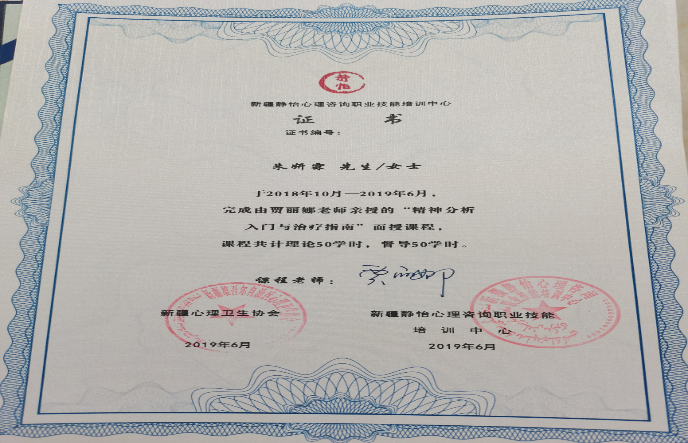 静怡
新疆静怡心理咨询职业技能培训中心
证 书
证书编号：
先生/女士
于2018年10月—2019年6月，
完成由贾丽娜老师亲授的“精神分析
入门与治疗指南”面授课程，
课程共计理论50学时，督导50学时。
课程老师： 贾丽娜
新疆心理卫生协会
新疆静怡心理咨询职业技能
培训中心
2019年6月
2019年6月